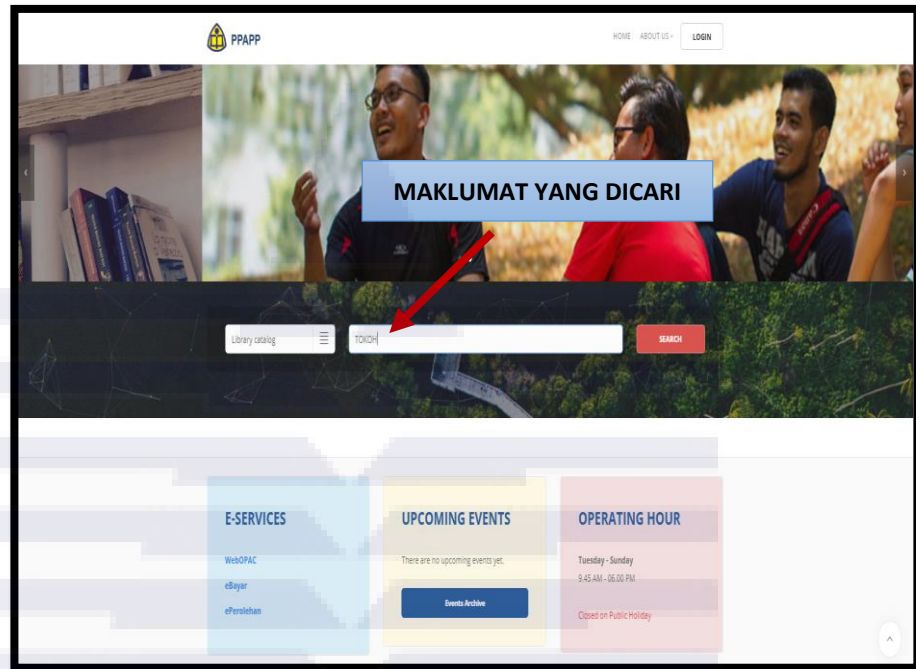 PPAPP
HOME ABOUT US LOGIN
MAKLUMAT YANG DICARI
Library catalog TOKOH SEARCH
E-SERVICES
WebOPAC
eBayar
ePerolehan
UPCOMING EVENTS
There are no upcoming events yet.
Events Archive
OPERATING HOUR
Tuesday - Sunday
9.45 AM - 06.00 PM
Closed on Public Holiday